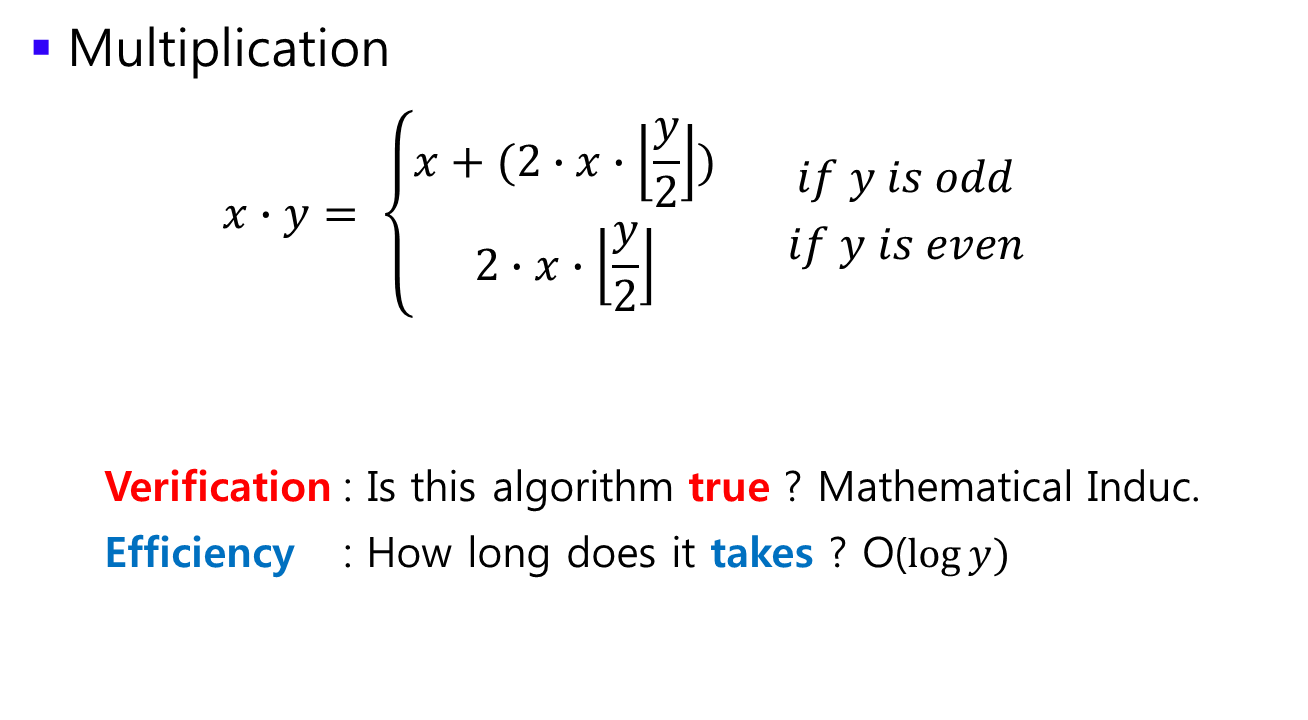 ▪ Multiplication
x · y = { x + (2 · x · ⌊y/2⌋) if y is odd
2 · x · ⌊y/2⌋ if y is even
Verification : Is this algorithm true ? Mathematical Induc.
Efficiency : How long does it takes ? O(log y)